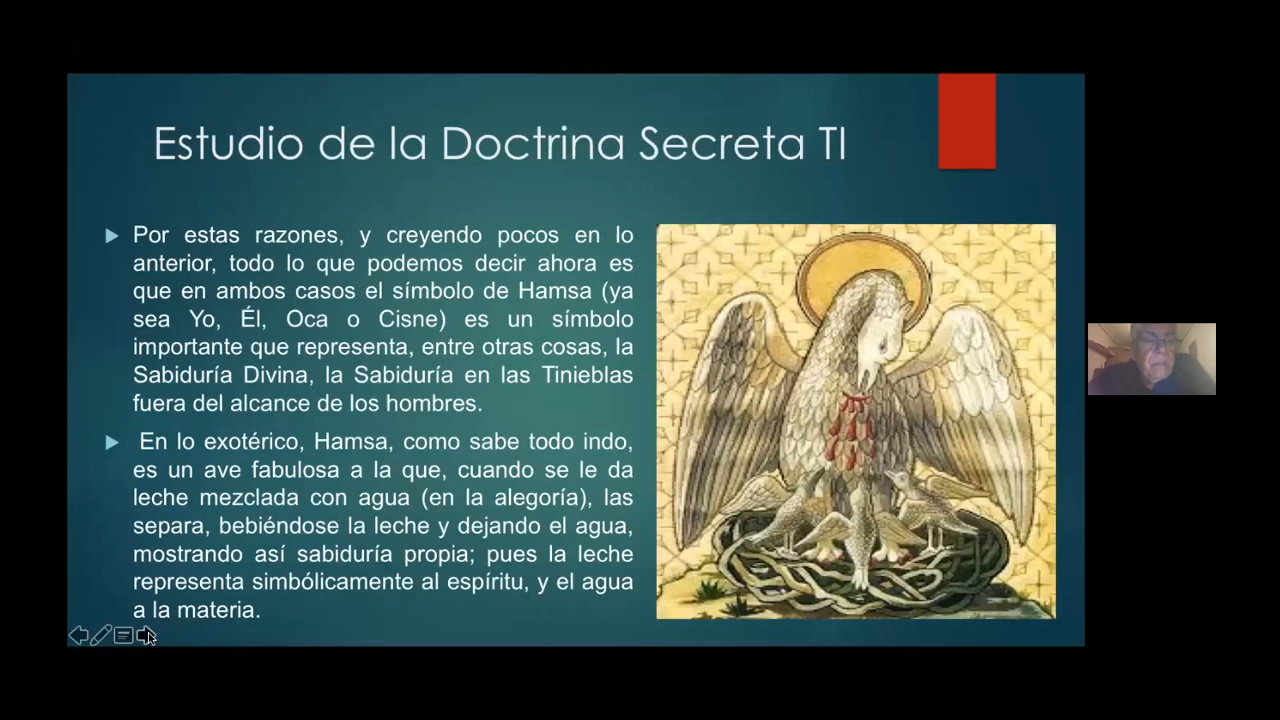 Estudio de la Doctrina Secreta TI
Por estas razones, y creyendo pocos en lo
anterior, todo lo que podemos decir ahora es
que en ambos casos el símbolo de Hamsa (ya
sea Yo, Él, Oca o Cisne) es un símbolo
importante que representa, entre otras cosas, la
Sabiduría Divina, la Sabiduría en las Tinieblas
fuera del alcance de los hombres.
En lo exotérico, Hamsa, como sabe todo indo,
es un ave fabulosa a la que, cuando se le da
leche mezclada con agua (en la alegoría), las
separa, bebiéndose la leche y dejando el agua,
mostrando así sabiduría propia; pues la leche
representa simbólicamente al espíritu, y el agua
a la materia.